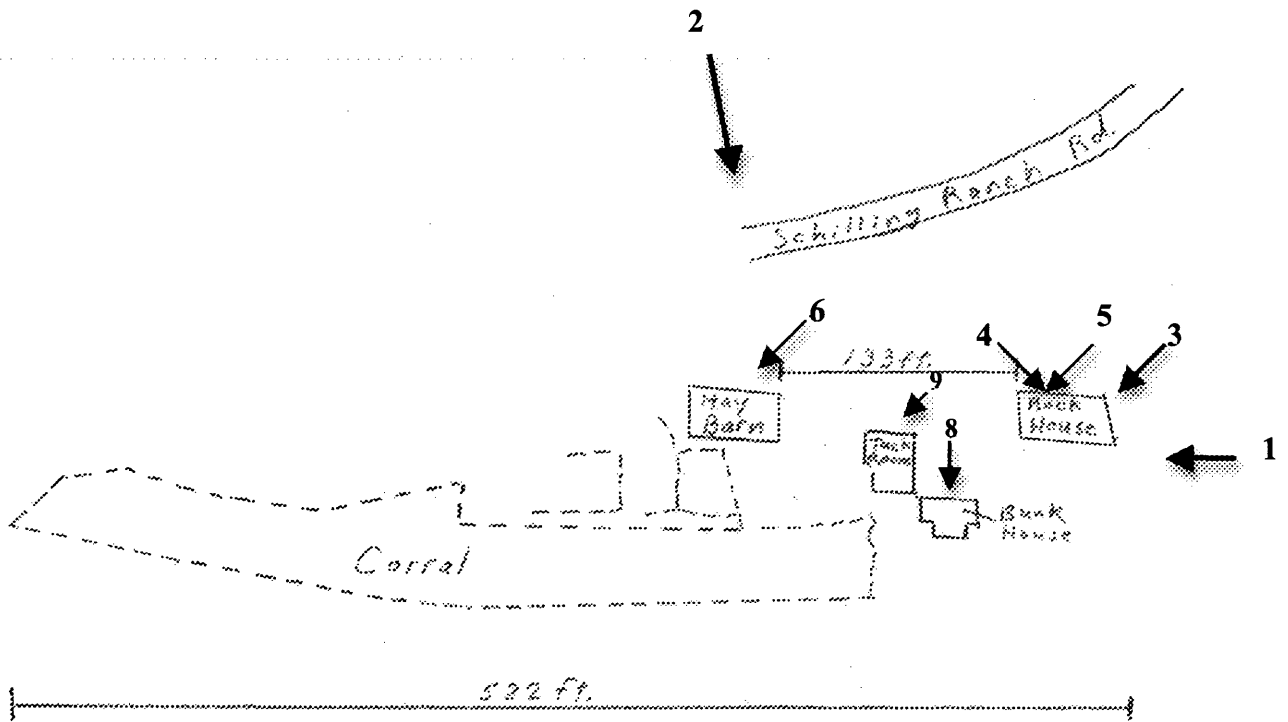 2
Schilling Ranch Rd.
6
4
5
3
133 ft.
9
Hay
Barn
Rock
House
Tack
Room
8
1
Bunk
House
Corral
522 ft.